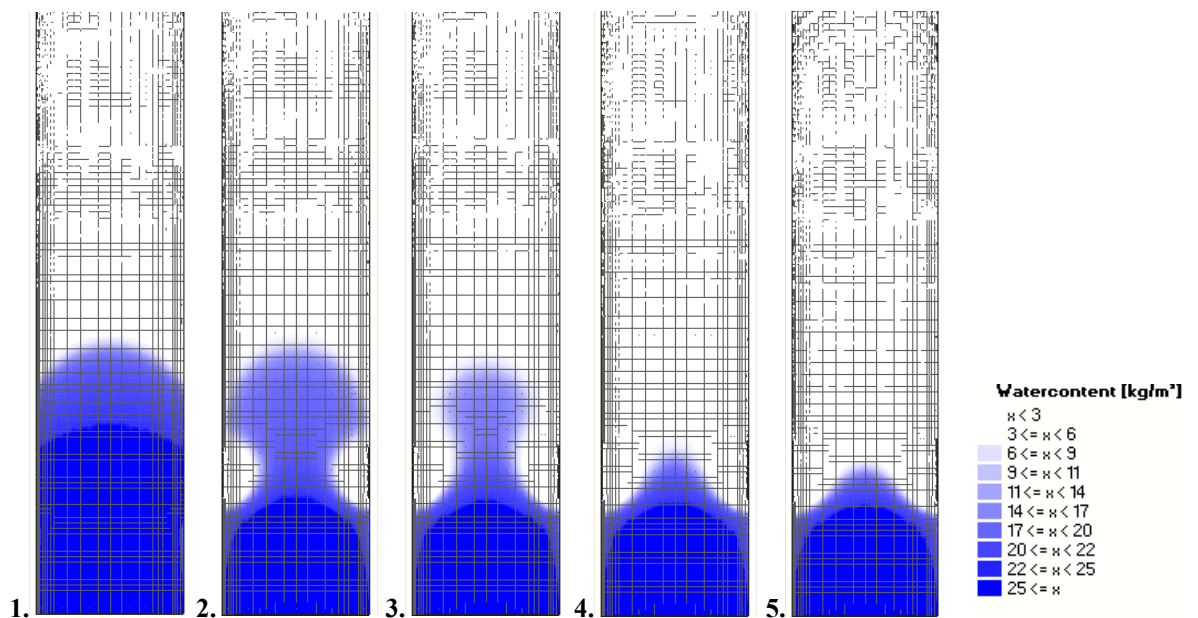 Watercontent [kg/m³]
x < 3
3 <= x < 6
6 <= x < 9
9 <= x < 11
11 <= x < 14
14 <= x < 17
17 <= x < 20
20 <= x < 22
22 <= x < 25
25 <= x
1. 2. 3. 4. 5.